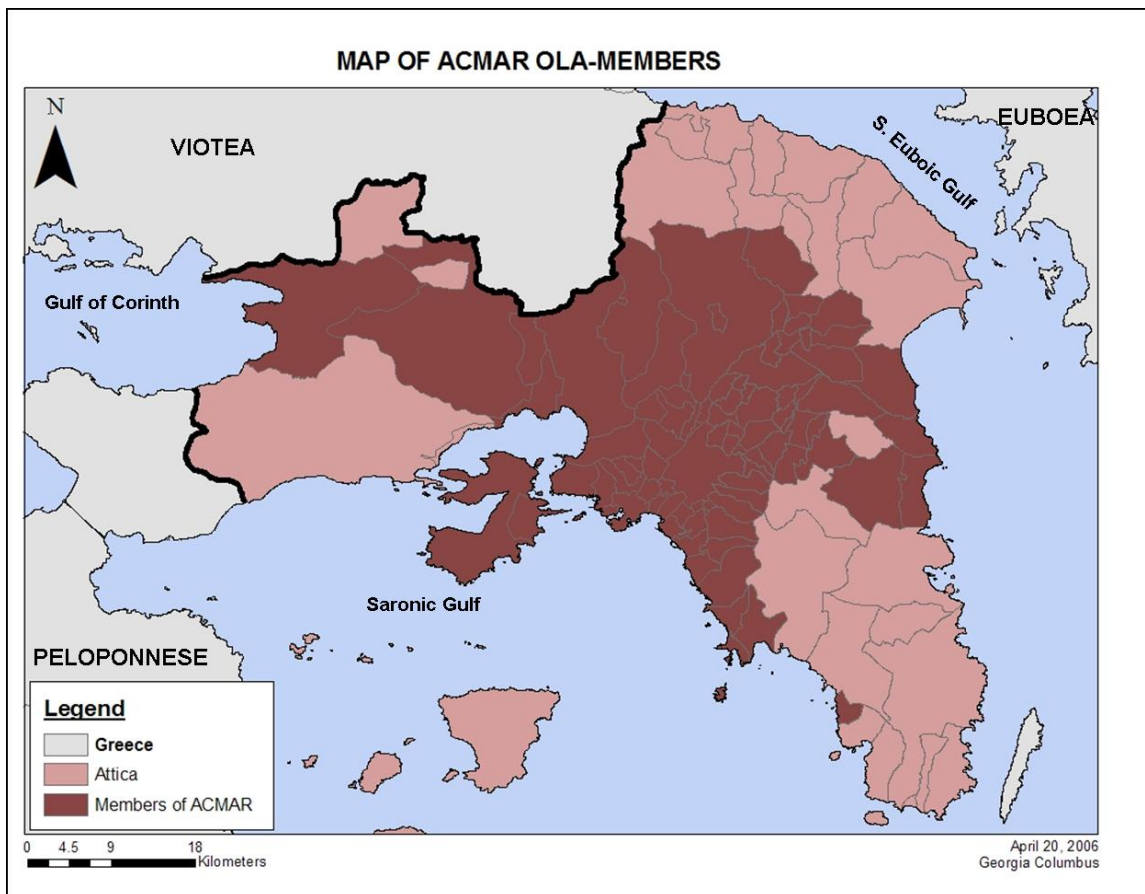 MAP OF ACMAR OLA-MEMBERS
N
VIOTEA
EUBOEA
S. Euboic Gulf
Gulf of Corinth
Saronic Gulf
PELOPONNESE
Legend
Greece
Attica
Members of ACMAR
0 4.5 9 18
Kilometers
April 20, 2006
Georgia Columbus